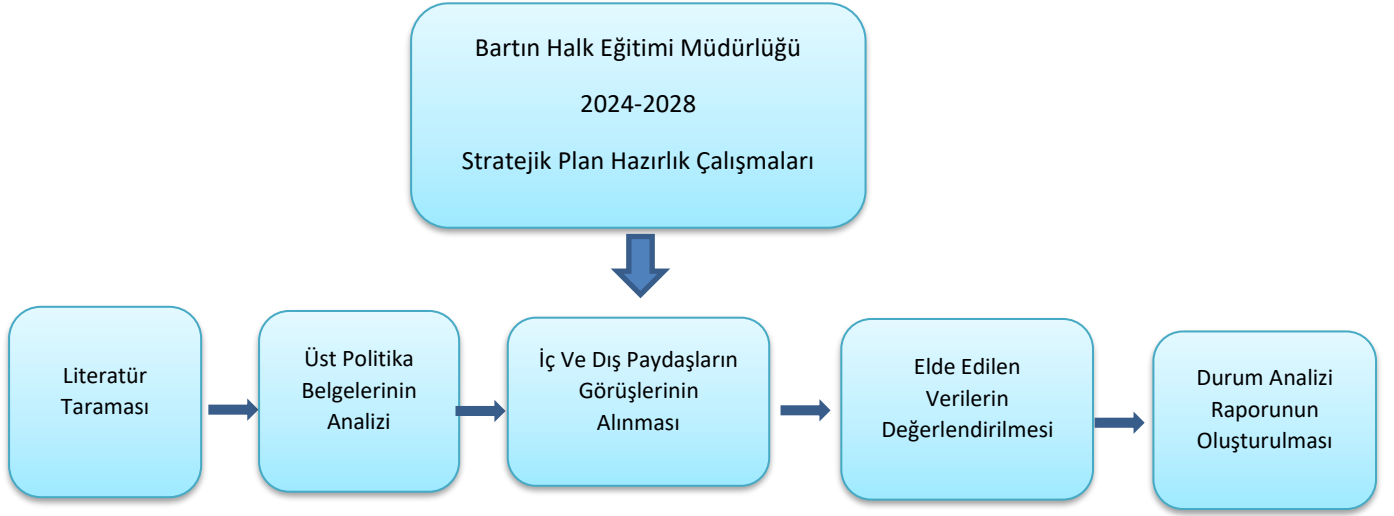 Bartın Halk Eğitimi Müdürlüğü
2024-2028
Stratejik Plan Hazırlık Çalışmaları
Literatür
Taraması
Üst Politika
Belgelerinin
Analizi
İç Ve Dış Paydaşların
Görüşlerinin
Alınması
Elde Edilen
Verilerin
Değerlendirilmesi
Durum Analizi
Raporunun
Oluşturulması